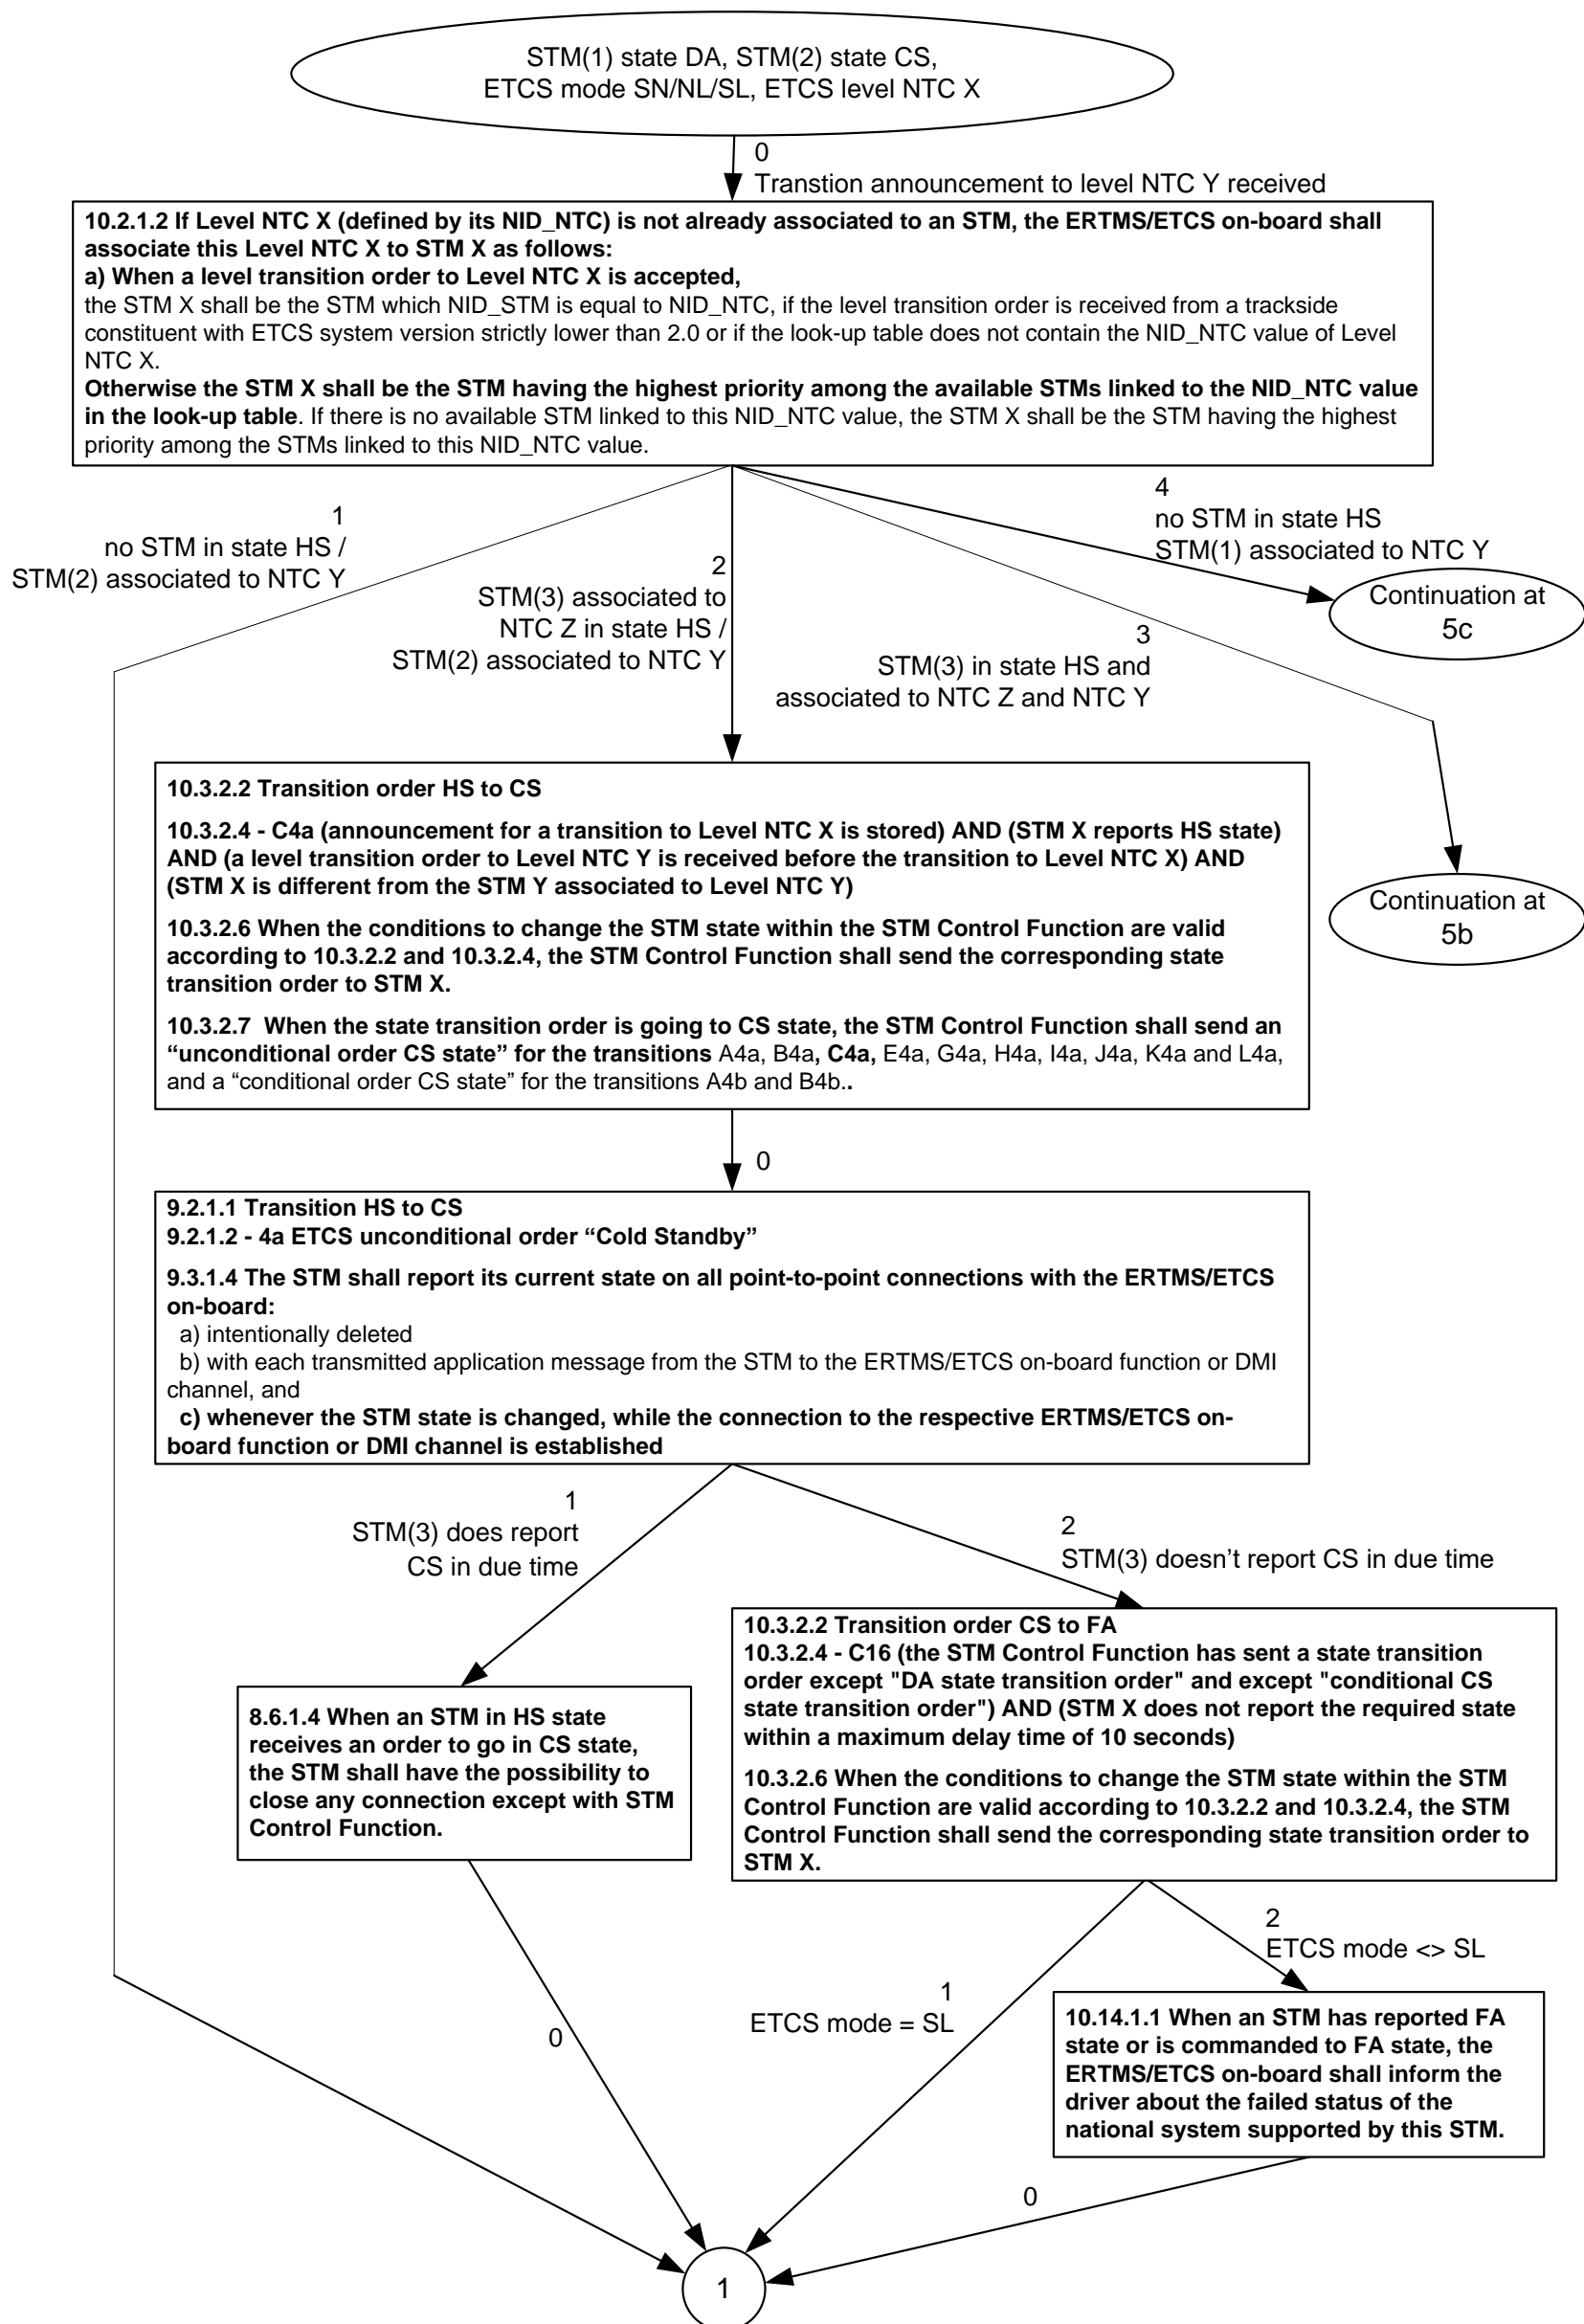 STM(1) state DA, STM(2) state CS,
ETCS mode SN/NL/SL, ETCS level NTC X
0
Transtion announcement to level NTC Y received
10.2.1.2 If Level NTC X (defined by its NID_NTC) is not already associated to an STM, the ERTMS/ETCS on-board shall
associate this Level NTC X to STM X as follows:
a) When a level transition order to Level NTC X is accepted,
the STM X shall be the STM which NID_STM is equal to NID_NTC, if the level transition order is received from a trackside
constituent with ETCS system version strictly lower than 2.0 or if the look-up table does not contain the NID_NTC value of Level
NTC X.
Otherwise the STM X shall be the STM having the highest priority among the available STMs linked to the NID_NTC value
in the look-up table. If there is no available STM linked to this NID_NTC value, the STM X shall be the STM having the highest
priority among the STMs linked to this NID_NTC value.
1
no STM in state HS /
STM(2) associated to NTC Y
2
STM(3) associated to
NTC Z in state HS /
STM(2) associated to NTC Y
3
STM(3) in state HS and
associated to NTC Z and NTC Y
4
no STM in state HS
STM(1) associated to NTC Y
Continuation at
5c
Continuation at
5b
10.3.2.2 Transition order HS to CS
10.3.2.4 - C4a (announcement for a transition to Level NTC X is stored) AND (STM X reports HS state)
AND (a level transition order to Level NTC Y is received before the transition to Level NTC X) AND
(STM X is different from the STM Y associated to Level NTC Y)
10.3.2.6 When the conditions to change the STM state within the STM Control Function are valid
according to 10.3.2.2 and 10.3.2.4, the STM Control Function shall send the corresponding state
transition order to STM X.
10.3.2.7  When the state transition order is going to CS state, the STM Control Function shall send an
“unconditional order CS state” for the transitions A4a, B4a, C4a, E4a, G4a, H4a, I4a, J4a, K4a and L4a,
and a “conditional order CS state” for the transitions A4b and B4b..
0
9.2.1.1 Transition HS to CS
9.2.1.2 - 4a ETCS unconditional order “Cold Standby”
9.3.1.4 The STM shall report its current state on all point-to-point connections with the ERTMS/ETCS
on-board:
a) intentionally deleted
b) with each transmitted application message from the STM to the ERTMS/ETCS on-board function or DMI
channel, and
c) whenever the STM state is changed, while the connection to the respective ERTMS/ETCS on-
board function or DMI channel is established
1
STM(3) does report
CS in due time
2
STM(3) doesn’t report CS in due time
8.6.1.4 When an STM in HS state
receives an order to go in CS state,
the STM shall have the possibility to
close any connection except with STM
Control Function.
10.3.2.2 Transition order CS to FA
10.3.2.4 - C16 (the STM Control Function has sent a state transition
order except "DA state transition order" and except "conditional CS
state transition order") AND (STM X does not report the required state
within a maximum delay time of 10 seconds)
10.3.2.6 When the conditions to change the STM state within the STM
Control Function are valid according to 10.3.2.2 and 10.3.2.4, the STM
Control Function shall send the corresponding state transition order to
STM X.
0
1
ETCS mode = SL
2
ETCS mode <> SL
10.14.1.1 When an STM has reported FA
state or is commanded to FA state, the
ERTMS/ETCS on-board shall inform the
driver about the failed status of the
national system supported by this STM.
0
1